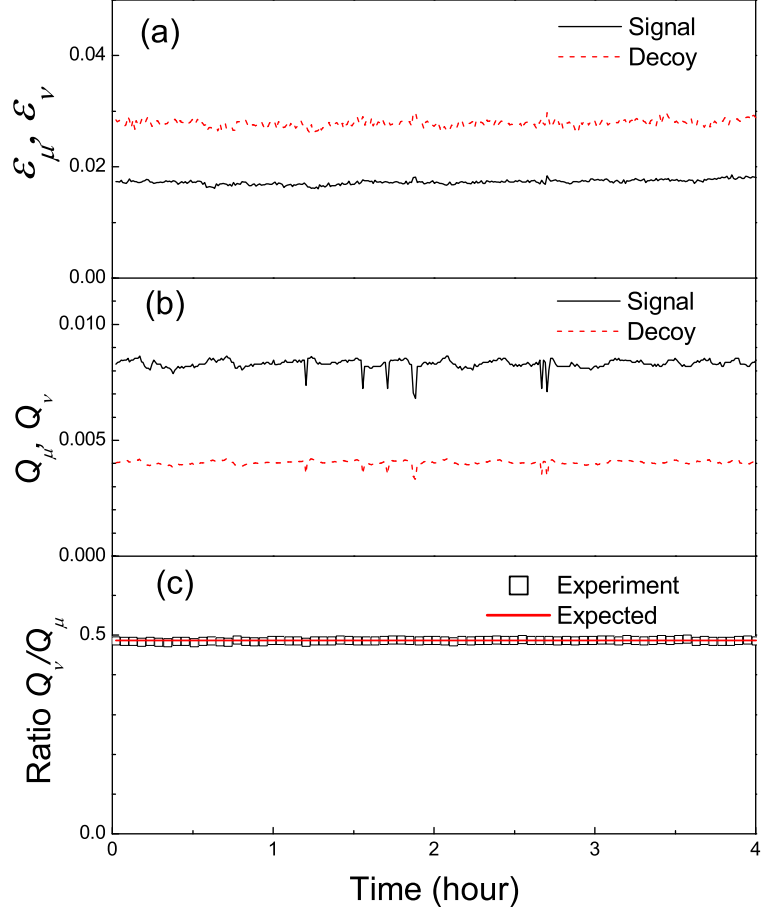 (a)
Signal
Decoy
0.04
0.02
0.00
ε_μ, ε_ν
(b)
Signal
Decoy
0.010
0.005
0.000
Q_μ, Q_ν
(c)
Experiment
Expected
0.5
0.0
Ratio Q_ν/Q_μ
0 1 2 3 4
Time (hour)